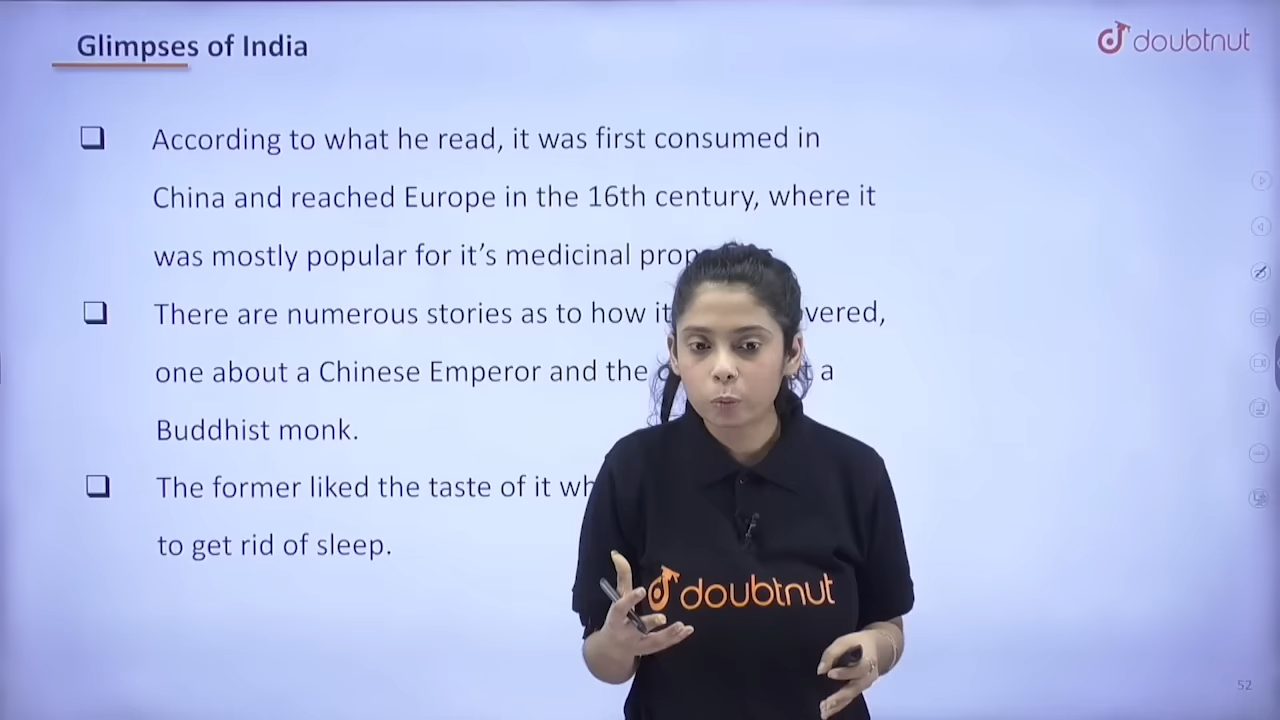 Glimpses of India
doubtnut
❑ According to what he read, it was first consumed in
China and reached Europe in the 16th century, where it
was mostly popular for it’s medicinal
❑ There are numerous stories as to how it
one about a Chinese Emperor and the a
Buddhist monk.
❑ The former liked the taste of it
to get rid of sleep.
doubtnut
52